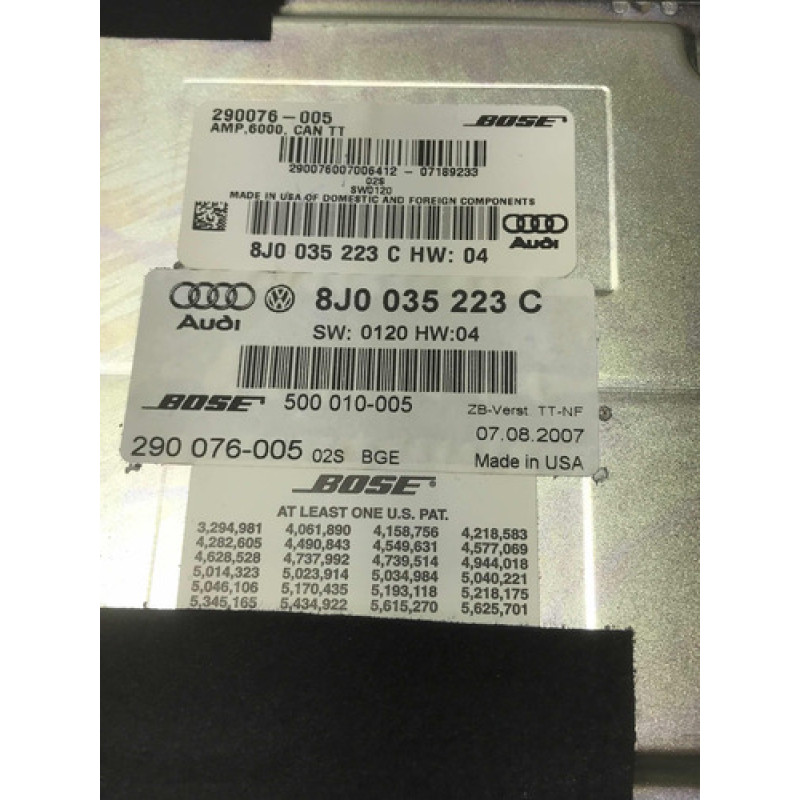 290076-005 BOSE
AMP,6000, CAN TT
290076007006412 - 07189233
02S
SW0120
MADE IN USA OF DOMESTIC AND FOREIGN COMPONENTS
8J0 035 223 C HW: 04 Audi
Audi 8J0 035 223 C
SW: 0120 HW:04
BOSE 500 010-005 ZB-Verst. TT-NF
07.08.2007
290 076-005 02S BGE Made in USA
BOSE
AT LEAST ONE U.S. PAT.
3,294,981 4,061,890 4,158,756 4,218,583
4,282,605 4,490,843 4,549,631 4,577,069
4,628,528 4,737,992 4,739,514 4,944,018
5,014,323 5,023,914 5,034,984 5,040,221
5,046,106 5,170,435 5,193,118 5,218,175
5,345,165 5,434,922 5,615,270 5,625,701